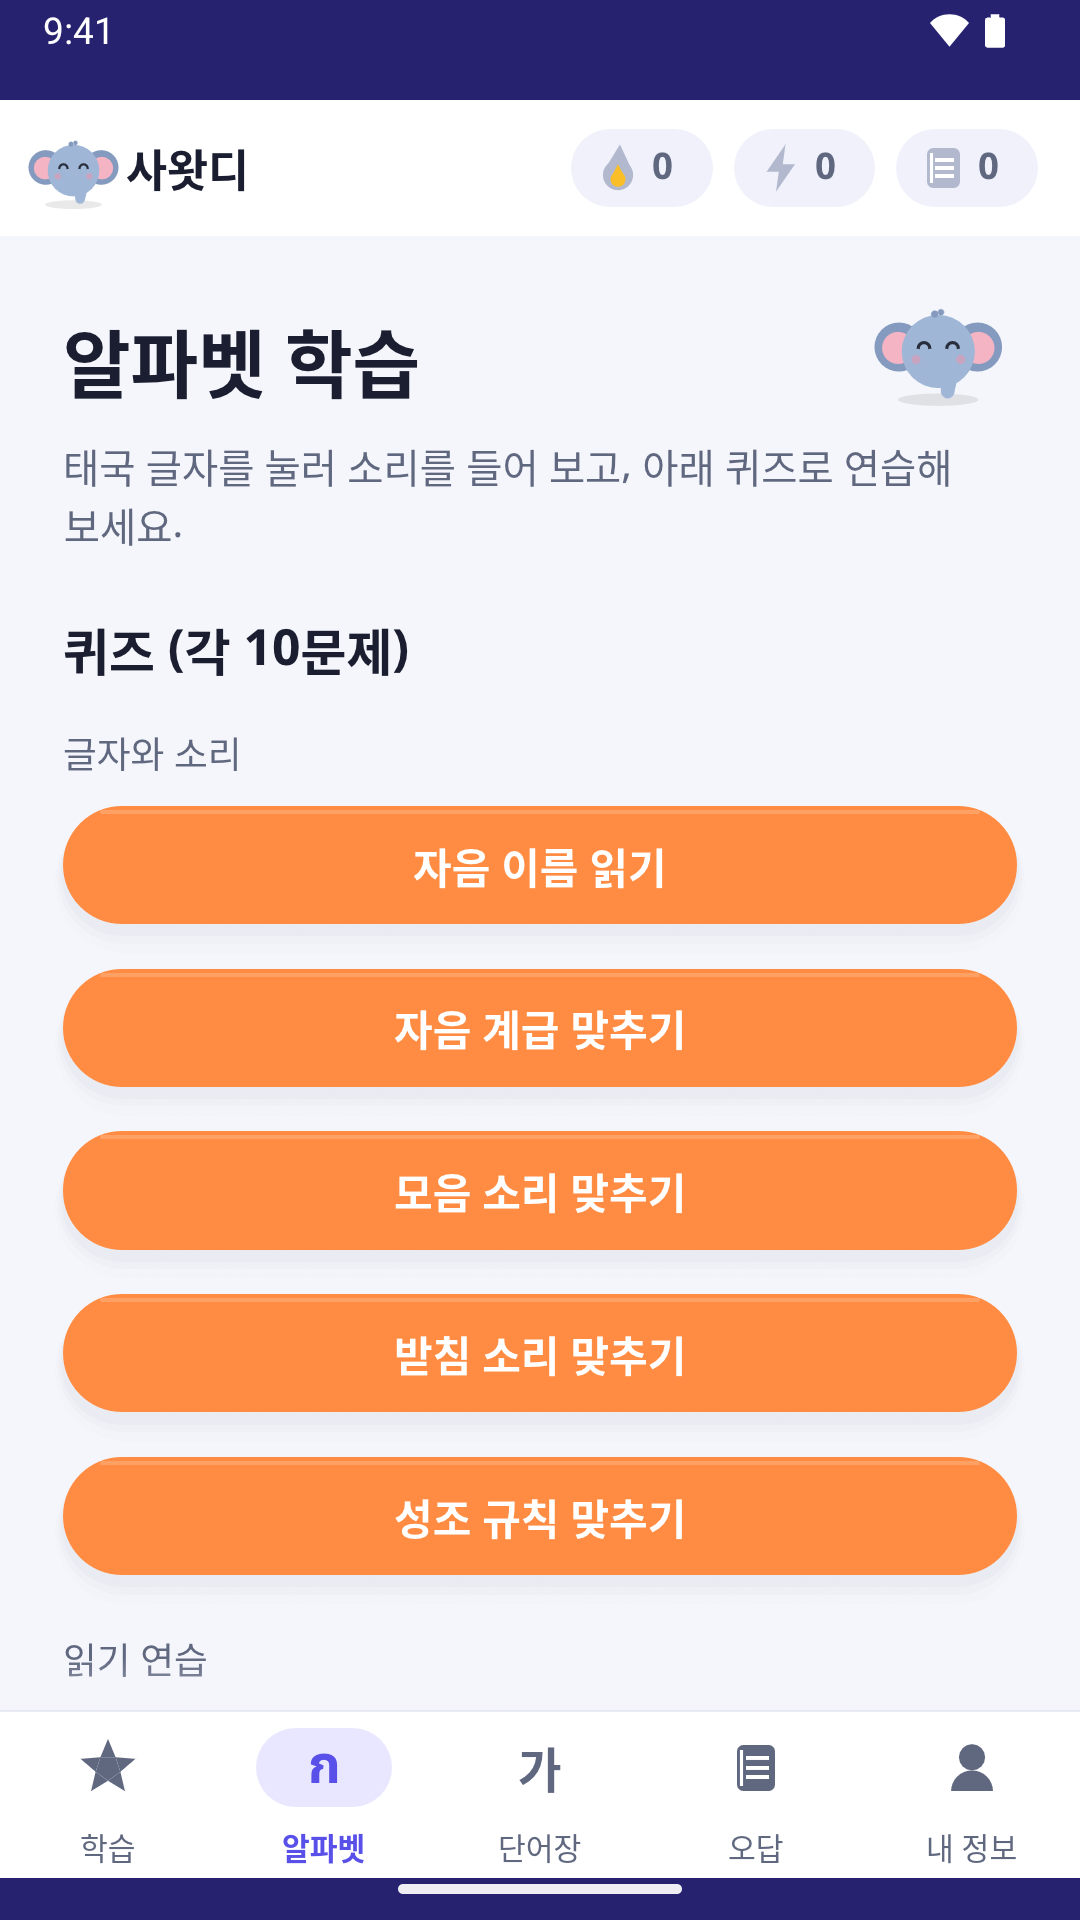 9:41
사왓디
0
0
0
알파벳 학습
태국 글자를 눌러 소리를 들어 보고, 아래 퀴즈로 연습해
보세요.
퀴즈 (각 10문제)
글자와 소리
자음 이름 읽기
자음 계급 맞추기
모음 소리 맞추기
받침 소리 맞추기
성조 규칙 맞추기
읽기 연습
ก
가
학습
알파벳
단어장
오답
내 정보